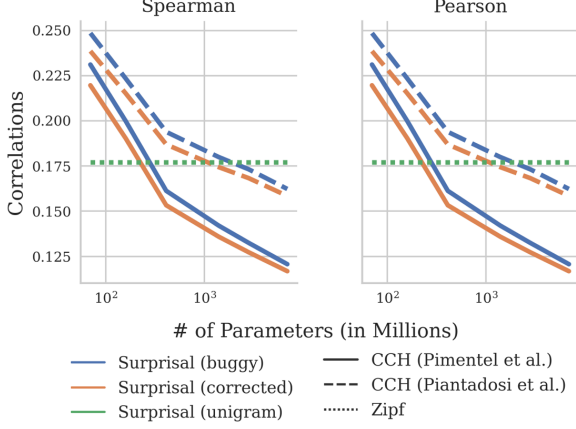 Spearman
Pearson
Correlations
0.250
0.225
0.200
0.175
0.150
0.125
10² 10³
10² 10³
# of Parameters (in Millions)
Surprisal (buggy)
Surprisal (corrected)
Surprisal (unigram)
CCH (Pimentel et al.)
CCH (Piantadosi et al.)
Zipf